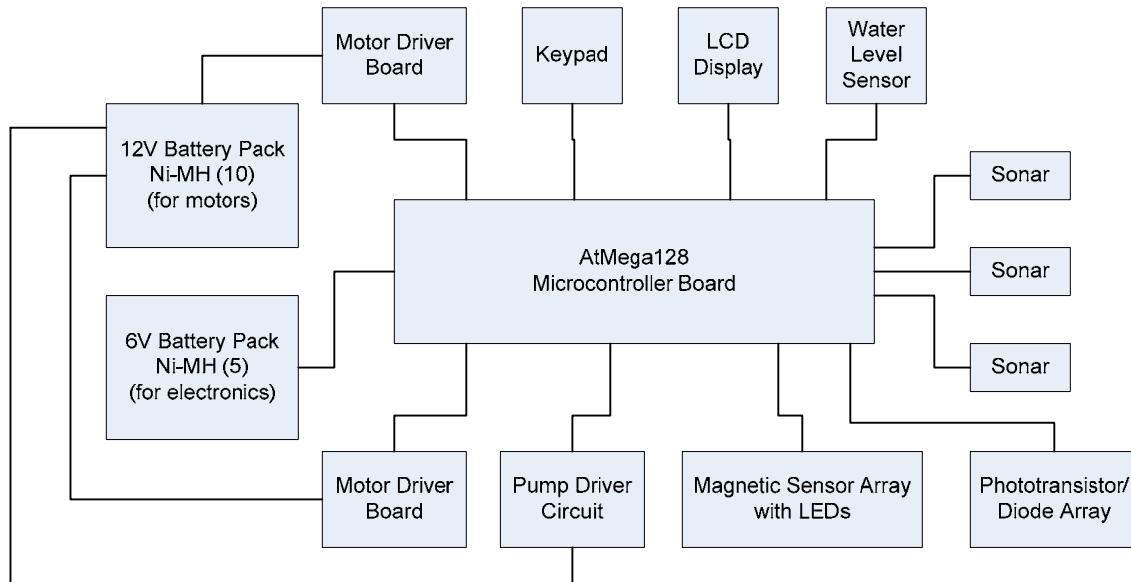 Motor Driver
Board
Keypad
LCD
Display
Water
Level
Sensor
12V Battery Pack
Ni-MH (10)
(for motors)
Sonar
AtMega128
Microcontroller Board
Sonar
6V Battery Pack
Ni-MH (5)
(for electronics)
Sonar
Motor Driver
Board
Pump Driver
Circuit
Magnetic Sensor Array
with LEDs
Phototransistor/
Diode Array